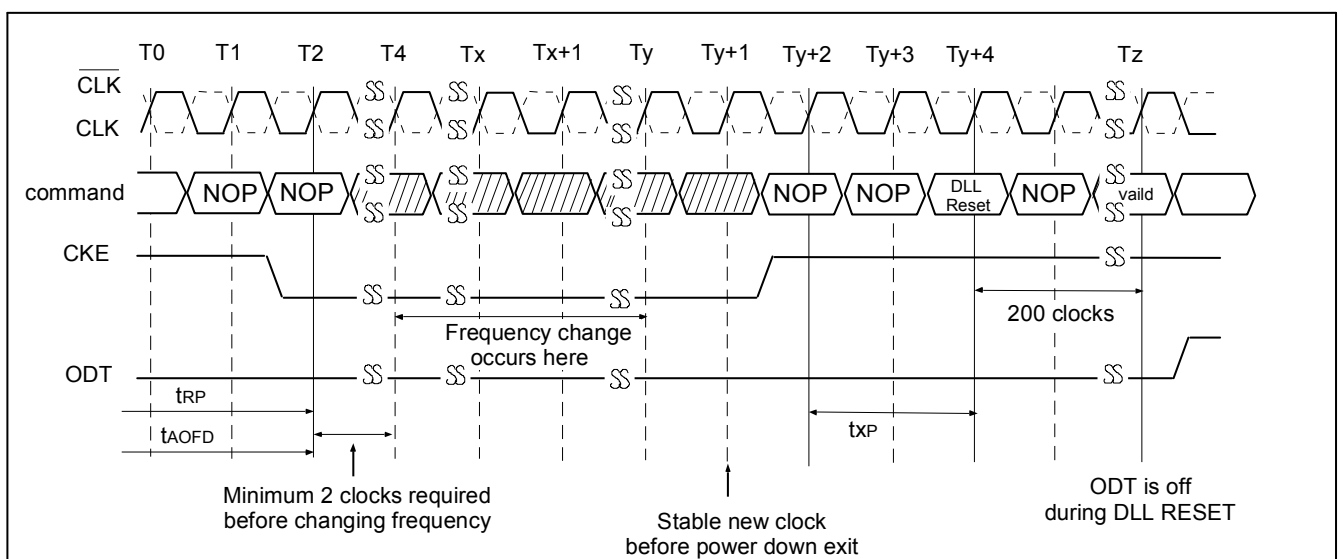 T0 T1 T2 T4 Tx Tx+1 Ty Ty+1 Ty+2 Ty+3 Ty+4 Tz
CLK
CLK
command NOP NOP NOP NOP DLL Reset NOP vaild
CKE
200 clocks
Frequency change
occurs here
ODT
tRP
tAOFD
txP
Minimum 2 clocks required
before changing frequency
Stable new clock
before power down exit
ODT is off
during DLL RESET